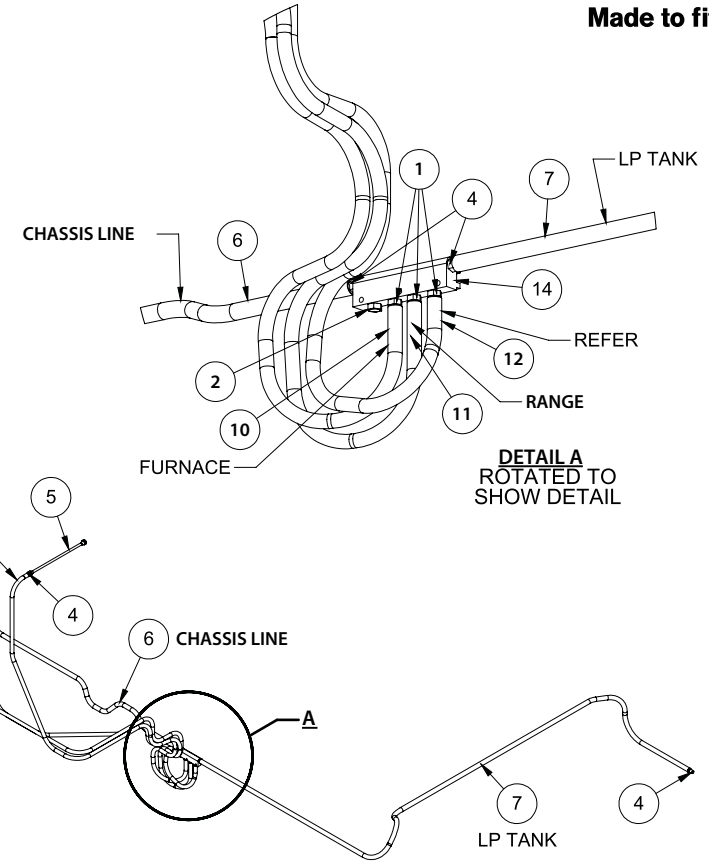 Made to fi
1
LP TANK
7
4
CHASSIS LINE
6
14
REFER
12
2
RANGE
11
10
FURNACE
DETAIL A
ROTATED TO
SHOW DETAIL
5
4
6 CHASSIS LINE
A
7
4
LP TANK